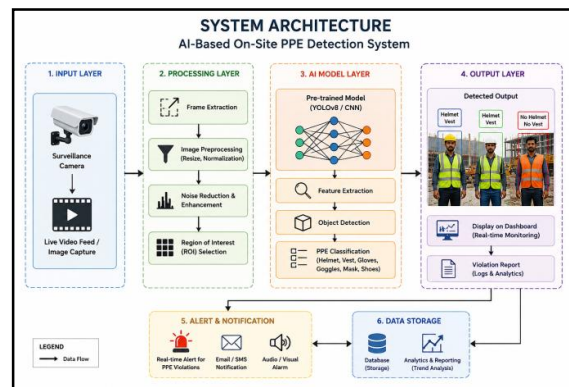 SYSTEM ARCHITECTURE
AI-Based On-Site PPE Detection System
1. INPUT LAYER
Surveillance
Camera
Live Video Feed /
Image Capture
2. PROCESSING LAYER
Frame Extraction
Image Preprocessing
(Resize, Normalization)
Noise Reduction &
Enhancement
Region of Interest
(ROI) Selection
3. AI MODEL LAYER
Pre-trained Model
(YOLOv8 / CNN)
Feature Extraction
Object Detection
PPE Classification
(Helmet, Vest, Gloves,
Goggles, Mask, Shoes)
4. OUTPUT LAYER
Detected Output
Helmet
Vest
Helmet
Vest
No Helmet
No Vest
Display on Dashboard
(Real-time Monitoring)
Violation Report
(Logs & Analytics)
5. ALERT & NOTIFICATION
Real-time Alert for
PPE Violations
Email / SMS
Notification
Audio / Visual
Alarm
6. DATA STORAGE
Database
(Storage)
Analytics & Reporting
(Trend Analysis)
LEGEND
Data Flow